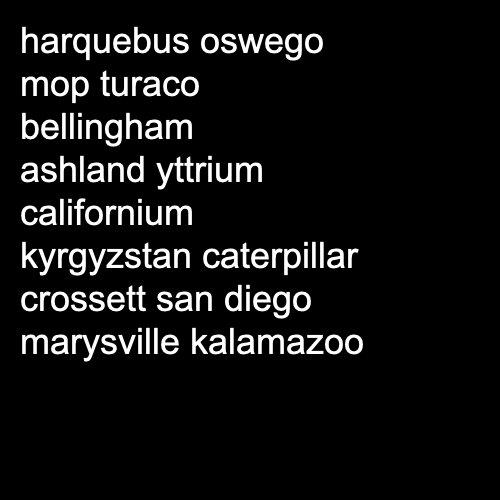 harquebus oswego
mop turaco
bellingham
ashland yttrium
californium
kyrgyzstan caterpillar
crossett san diego
marysville kalamazoo